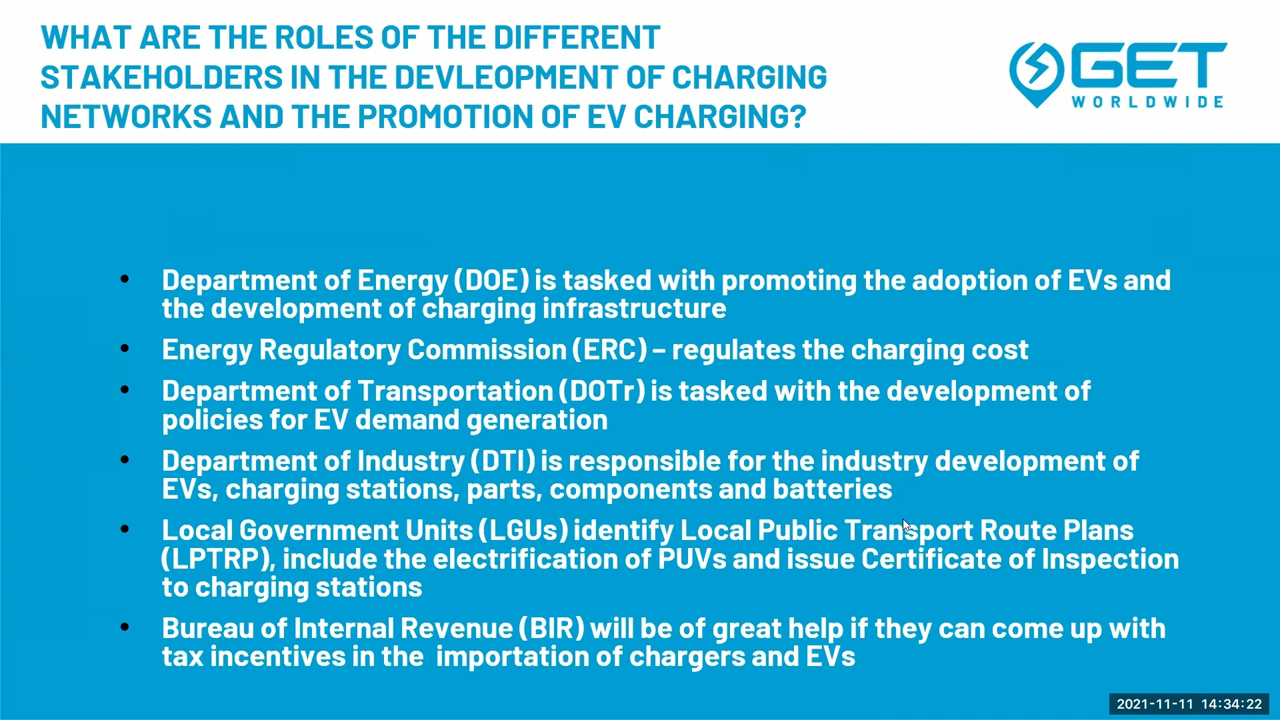 WHAT ARE THE ROLES OF THE DIFFERENT
STAKEHOLDERS IN THE DEVLEOPMENT OF CHARGING
NETWORKS AND THE PROMOTION OF EV CHARGING?
GET
WORLDWIDE
• Department of Energy (DOE) is tasked with promoting the adoption of EVs and
the development of charging infrastructure
• Energy Regulatory Commission (ERC) – regulates the charging cost
• Department of Transportation (DOTr) is tasked with the development of
policies for EV demand generation
• Department of Industry (DTI) is responsible for the industry development of
EVs, charging stations, parts, components and batteries
• Local Government Units (LGUs) identify Local Public Transport Route Plans
(LPTRP), include the electrification of PUVs and issue Certificate of Inspection
to charging stations
• Bureau of Internal Revenue (BIR) will be of great help if they can come up with
tax incentives in the  importation of chargers and EVs
2021-11-11 14:34:22